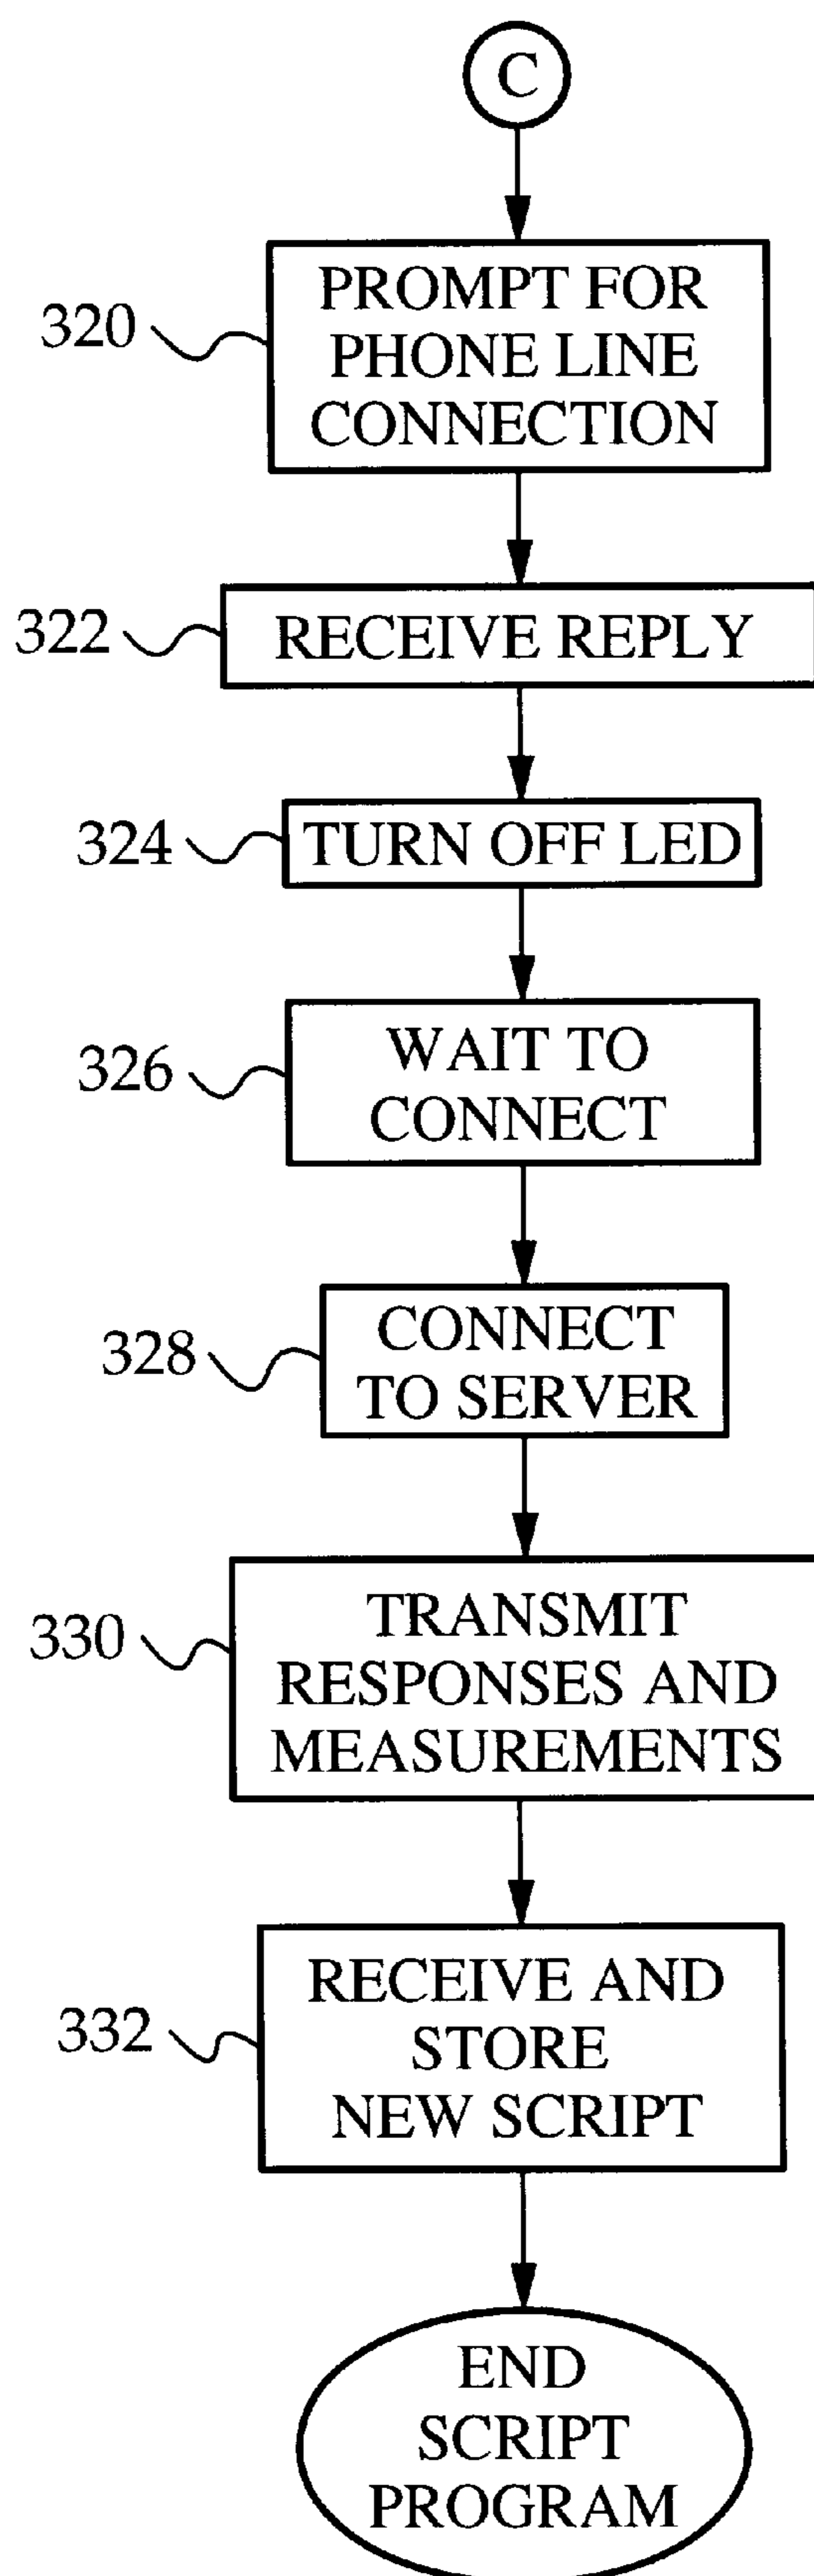 C
320
PROMPT FOR
PHONE LINE
CONNECTION
322
RECEIVE REPLY
324
TURN OFF LED
326
WAIT TO
CONNECT
328
CONNECT
TO SERVER
330
TRANSMIT
RESPONSES AND
MEASUREMENTS
332
RECEIVE AND
STORE
NEW SCRIPT
END
SCRIPT
PROGRAM